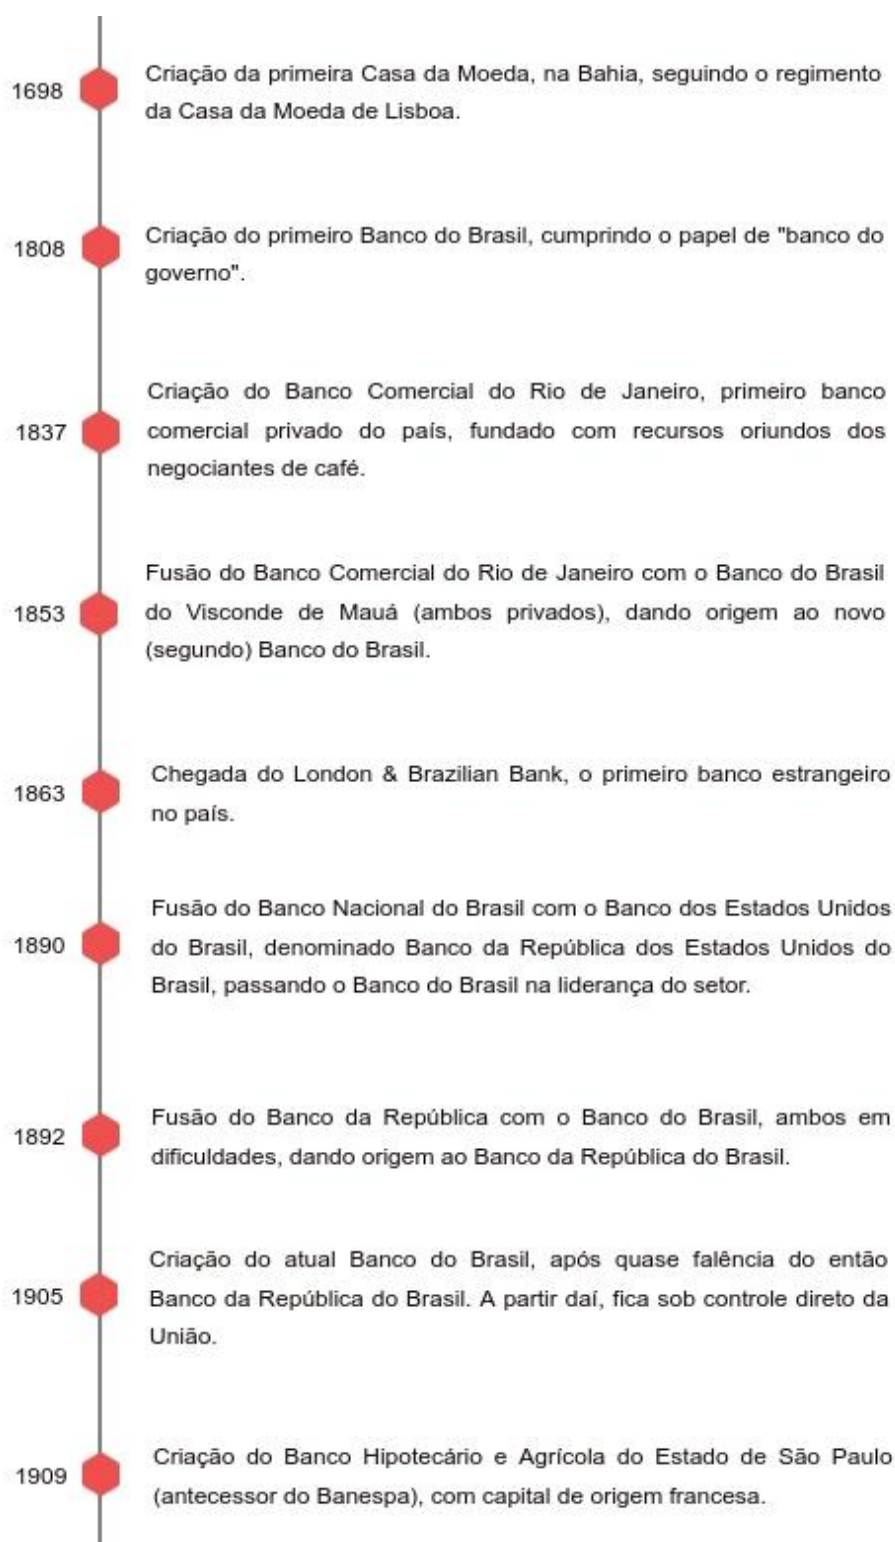 Criação da primeira Casa da Moeda, na Bahia, seguindo o regimento
1698
da Casa da Moeda de Lisboa.
Criação do primeiro Banco do Brasil, cumprindo o papel de "banco do
1808
governo".
Criação do Banco Comercial do Rio de Janeiro, primeiro banco
1837 comercial privado do país, fundado com recursos oriundos dos
negociantes de café.
Fusão do Banco Comercial do Rio de Janeiro com o Banco do Brasil
1853 do Visconde de Mauá (ambos privados), dando origem ao novo
(segundo) Banco do Brasil.
Chegada do London & Brazilian Bank, o primeiro banco estrangeiro
1863
no país.
Fusão do Banco Nacional do Brasil com o Banco dos Estados Unidos
1890 do Brasil, denominado Banco da República dos Estados Unidos do
Brasil, passando o Banco do Brasil na liderança do setor.
Fusão do Banco da República com o Banco do Brasil, ambos em
1892
dificuldades, dando origem ao Banco da República do Brasil.
Criação do atual Banco do Brasil, após quase falência do então
1905 Banco da República do Brasil. A partir daí, fica sob controle direto da
União.
Criação do Banco Hipotecário e Agrícola do Estado de São Paulo
1909
(antecessor do Banespa), com capital de origem francesa.